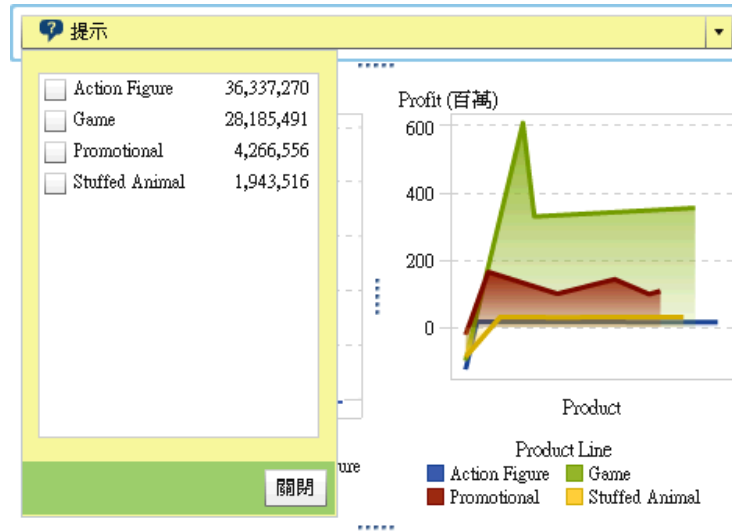 提示
Action Figure 36,337,270
Game 28,185,491
Promotional 4,266,556
Stuffed Animal 1,943,516
關閉
ure
Profit (百萬)
600
400
200
0
Product
Product Line
Action Figure Game
Promotional Stuffed Animal